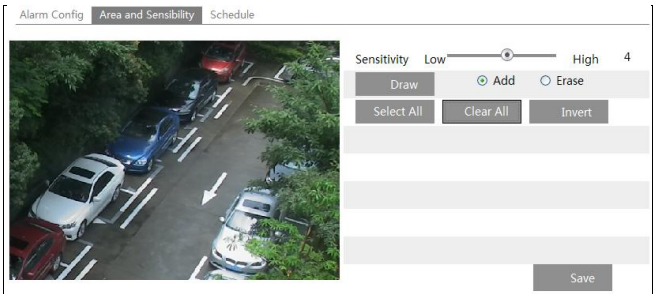 Alarm Config Area and Sensibility Schedule
Sensitivity Low High 4
Draw Add Erase
Select All Clear All Invert
Save